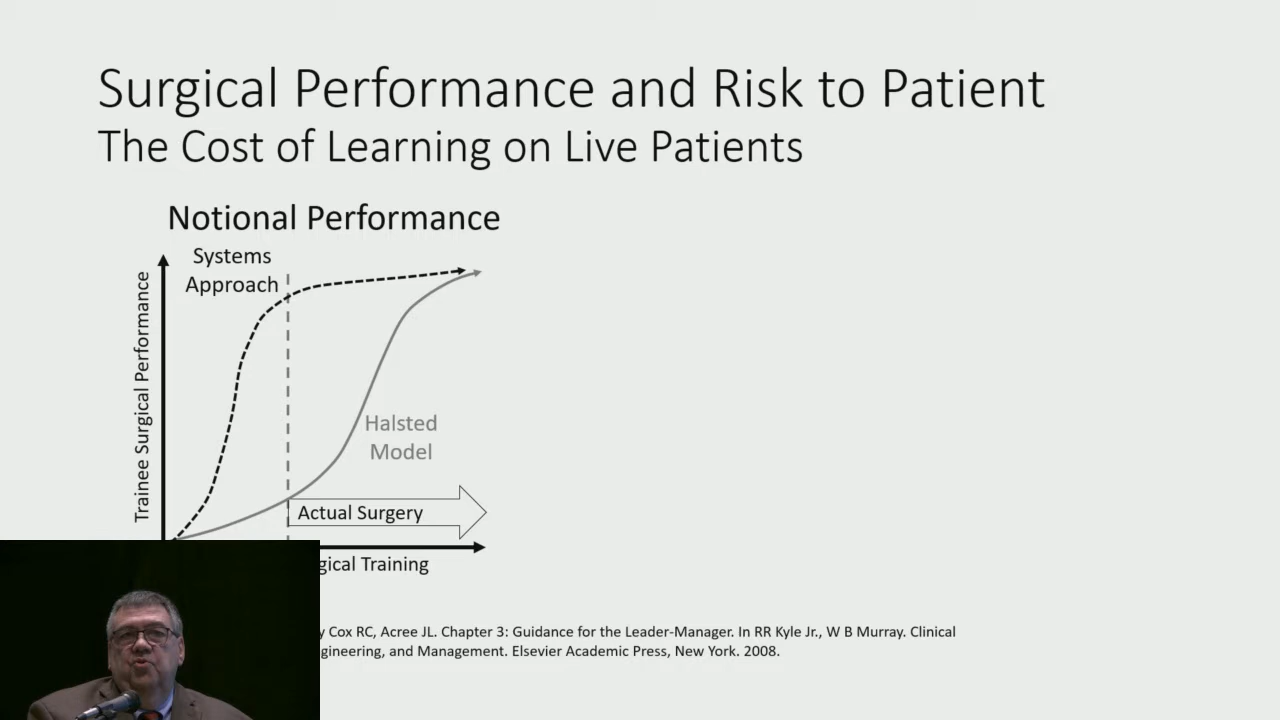 Surgical Performance and Risk to Patient
The Cost of Learning on Live Patients
Notional Performance
Systems
Approach
Trainee Surgical Performance
Halsted
Model
Actual Surgery
gical Training
y Cox RC, Acree JL. Chapter 3: Guidance for the Leader-Manager. In RR Kyle Jr., W B Murray. Clinical
gineering, and Management. Elsevier Academic Press, New York. 2008.